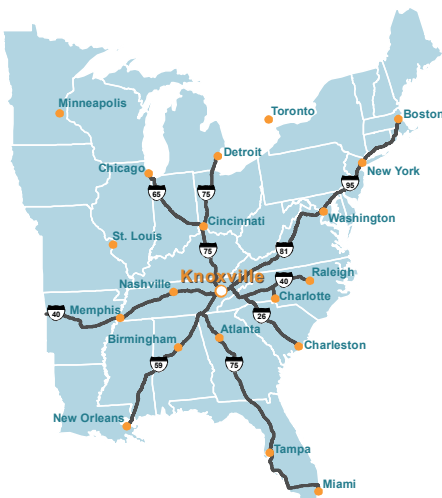 Minneapolis
Toronto
Boston
Detroit
Chicago
New York
65
75
95
Cincinnati
Washington
St. Louis
75
81
Knoxville
Raleigh
Nashville
40
Charlotte
40
Memphis
26
Atlanta
Birmingham
Charleston
59
75
New Orleans
Tampa
Miami